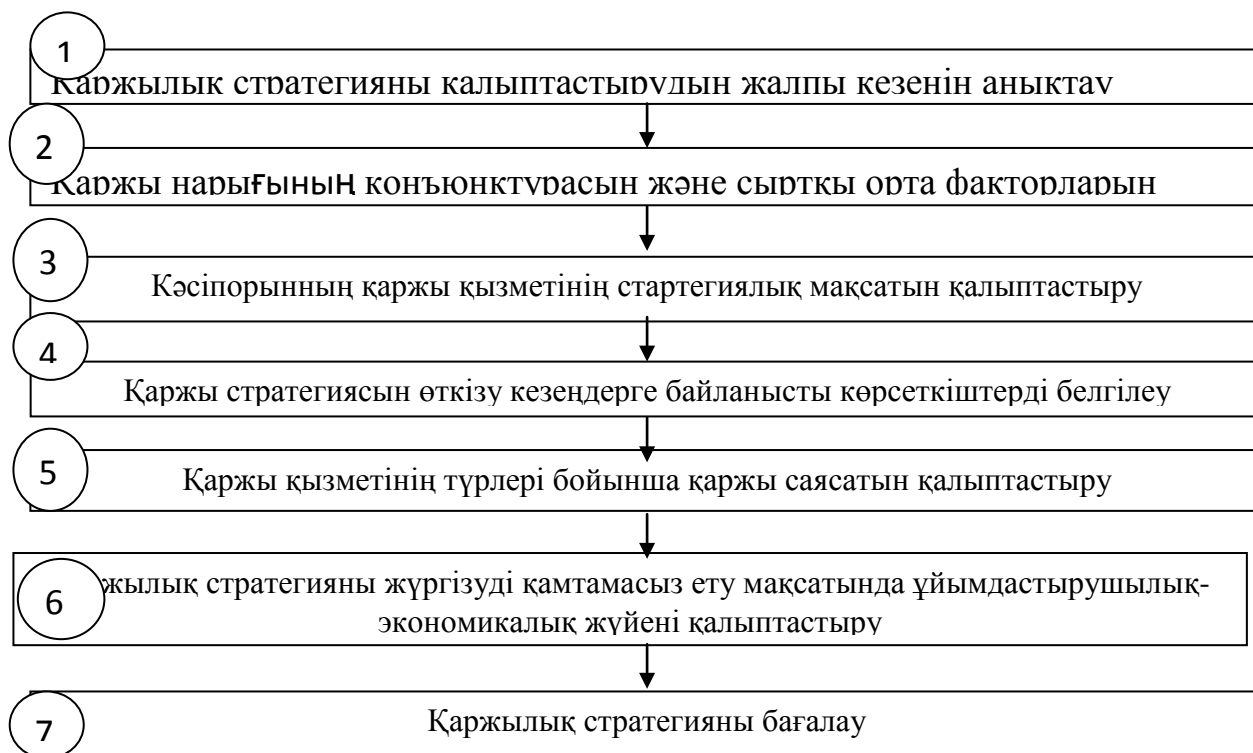 1
Қаржылық стратегияны қалыптастырудың жалпы кезеңін анықтау
2
Қаржы нарығының конъюнктурасын және сыртқы орта факторларын
3
Кәсіпорынның қаржы қызметінің стартегиялық мақсатын қалыптастыру
4
Қаржы стратегиясын өткізу кезеңдерге байланысты көрсеткіштерді белгілеу
5
Қаржы қызметінің түрлері бойынша қаржы саясатын қалыптастыру
6
жылық стратегияны жүргізуді қамтамасыз ету мақсатында ұйымдастырушылық-
экономикалық жүйені қалыптастыру
7
Қаржылық стратегияны бағалау